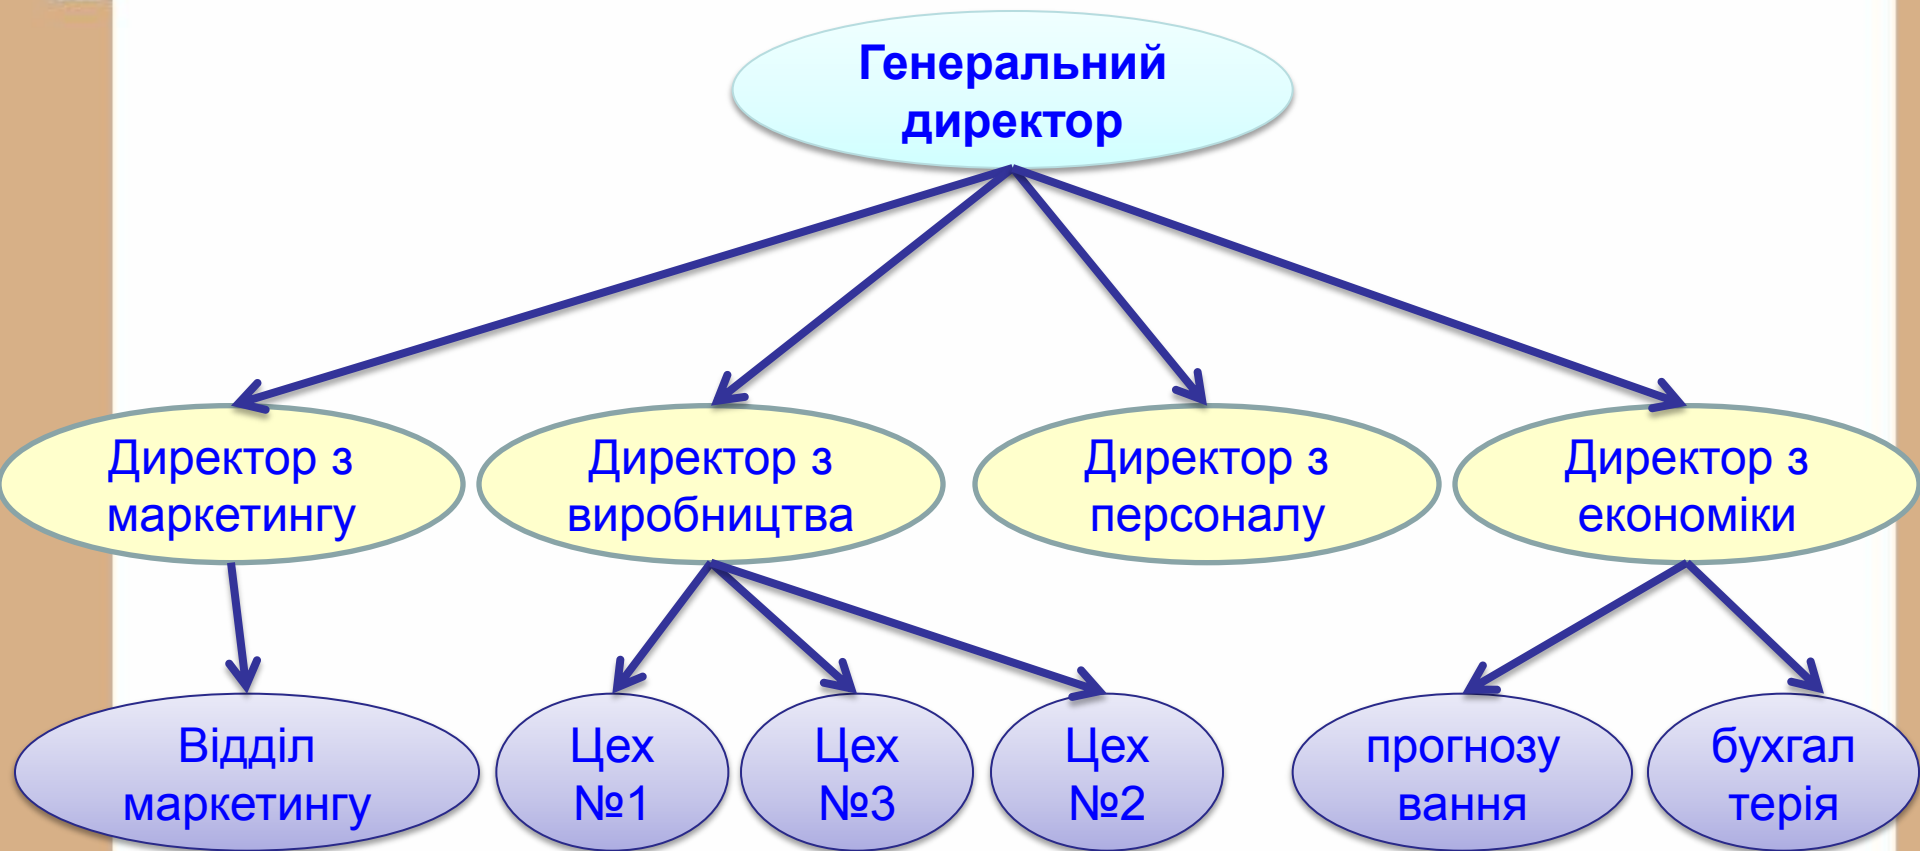 Генеральний
директор
Директор з
маркетингу
Директор з
виробництва
Директор з
персоналу
Директор з
економіки
Відділ
маркетингу
Цех
№1
Цех
№3
Цех
№2
прогнозу
вання
бухгал
терія